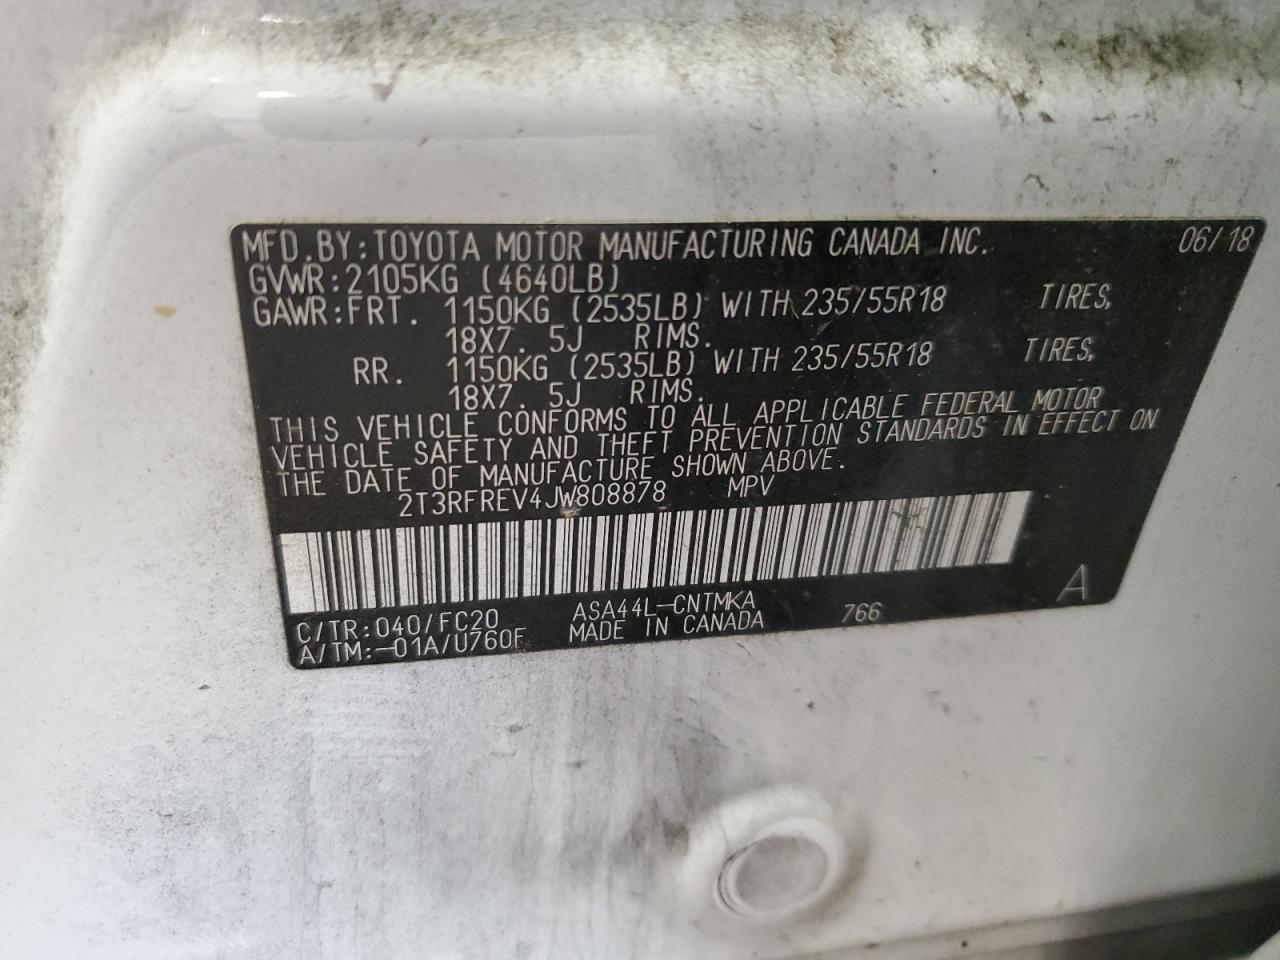 MFD.BY:TOYOTA MOTOR MANUFACTURING CANADA INC. 06/18
GVWR:2105KG (4640LB)
GAWR:FRT. 1150KG (2535LB) WITH 235/55R18 TIRES,
18X7. 5J RIMS.
RR. 1150KG (2535LB) WITH 235/55R18 TIRES,
18X7. 5J RIMS.
THIS VEHICLE CONFORMS TO ALL APPLICABLE FEDERAL MOTOR
VEHICLE SAFETY AND THEFT PREVENTION STANDARDS IN EFFECT ON
THE DATE OF MANUFACTURE SHOWN ABOVE.
2T3RFREV4JW808878 MPV
A
C/TR:040/FC20 ASA44L-CNTMKA 766
A/TM:-01A/U760F MADE IN CANADA